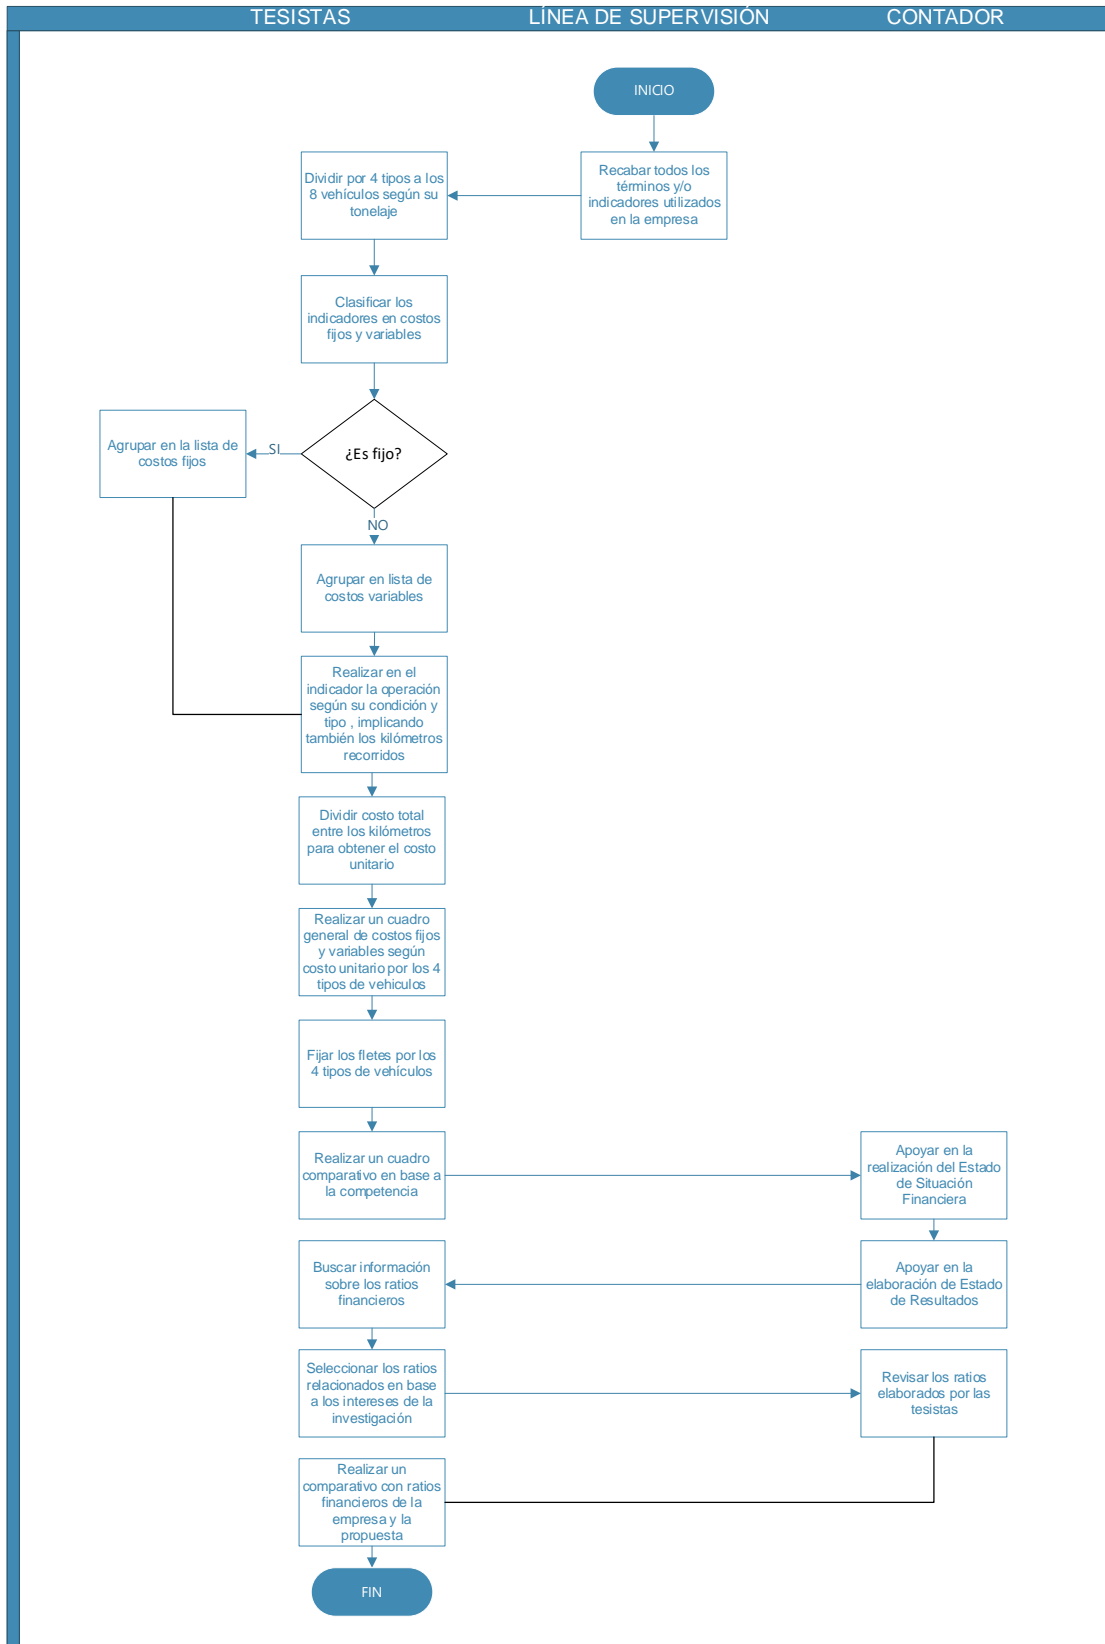 TESISTAS
LÍNEA DE SUPERVISIÓN
CONTADOR
INICIO
Recabar todos los
términos y/o
indicadores utilizados
en la empresa
Dividir por 4 tipos a los
8 vehículos según su
tonelaje
Clasificar los
indicadores en costos
fijos y variables
¿Es fijo?
SI
Agrupar en la lista de
costos fijos
NO
Agrupar en lista de
costos variables
Realizar en el
indicador la operación
según su condición y
tipo , implicando
también los kilómetros
recorridos
Dividir costo total
entre los kilómetros
para obtener el costo
unitario
Realizar un cuadro
general de costos fijos
y variables según
costo unitario por los 4
tipos de vehiculos
Fijar los fletes por los
4 tipos de vehículos
Realizar un cuadro
comparativo en base a
la competencia
Apoyar en la
realización del Estado
de Situación
Financiera
Apoyar en la
elaboración de Estado
de Resultados
Buscar información
sobre los ratios
financieros
Seleccionar los ratios
relacionados en base
a los intereses de la
investigación
Revisar los ratios
elaborados por las
tesistas
Realizar un
comparativo con ratios
financieros de la
empresa y la
propuesta
FIN